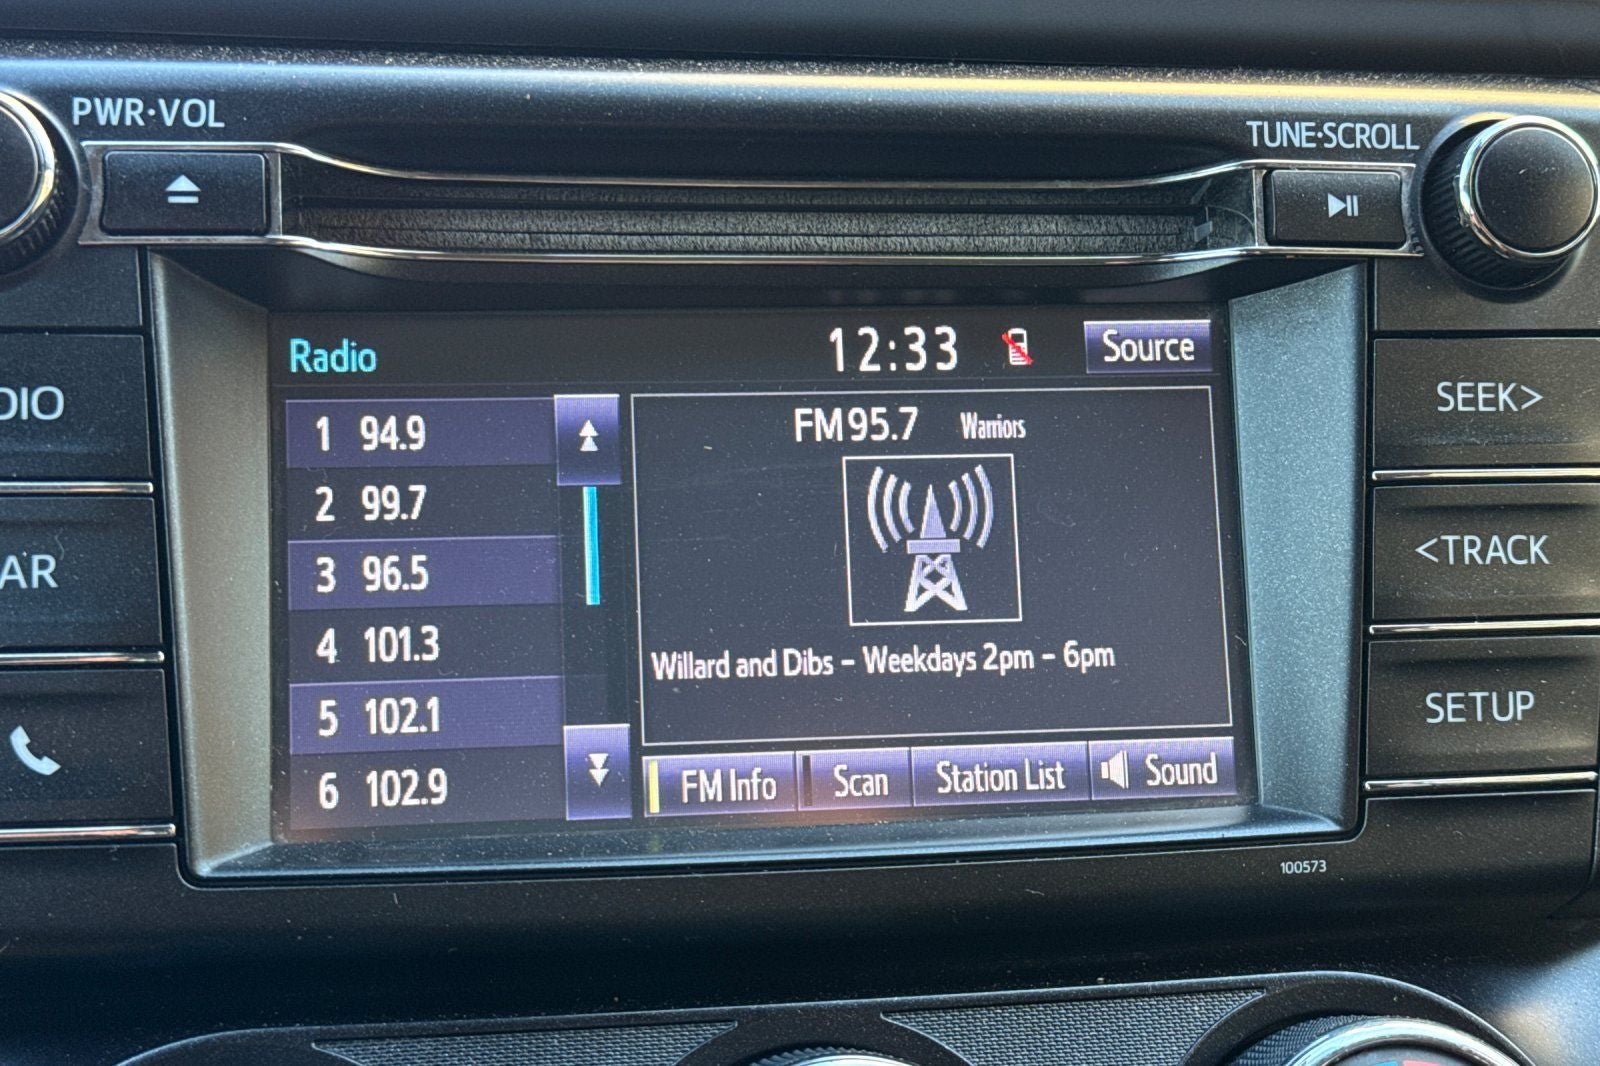 PWR·VOL
TUNE·SCROLL
Radio
12:33
Source
1 94.9
2 99.7
3 96.5
4 101.3
5 102.1
6 102.9
FM95.7 Warriors
Willard and Dibs - Weekdays 2pm - 6pm
FM Info
Scan
Station List
Sound
DIO
AR
SEEK>
<TRACK
SETUP
100573